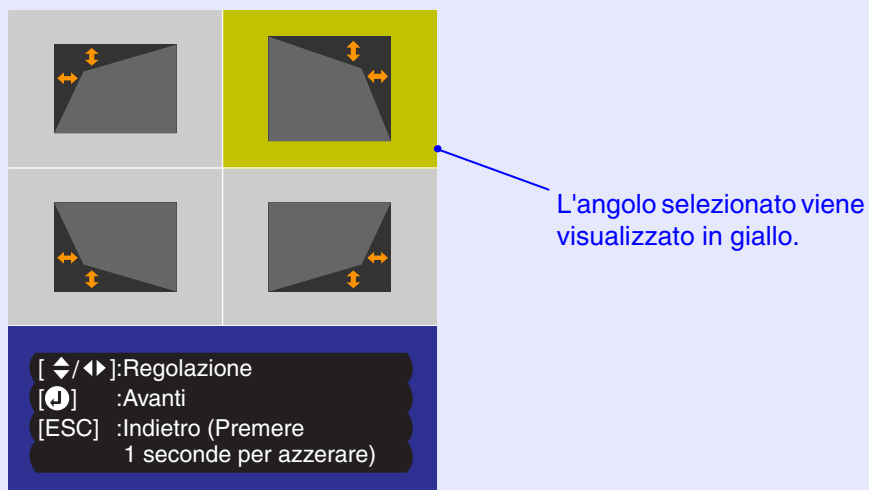 L'angolo selezionato viene
visualizzato in giallo.
[ / ]:Regolazione
[ ] :Avanti
[ESC] :Indietro (Premere
1 seconde per azzerare)